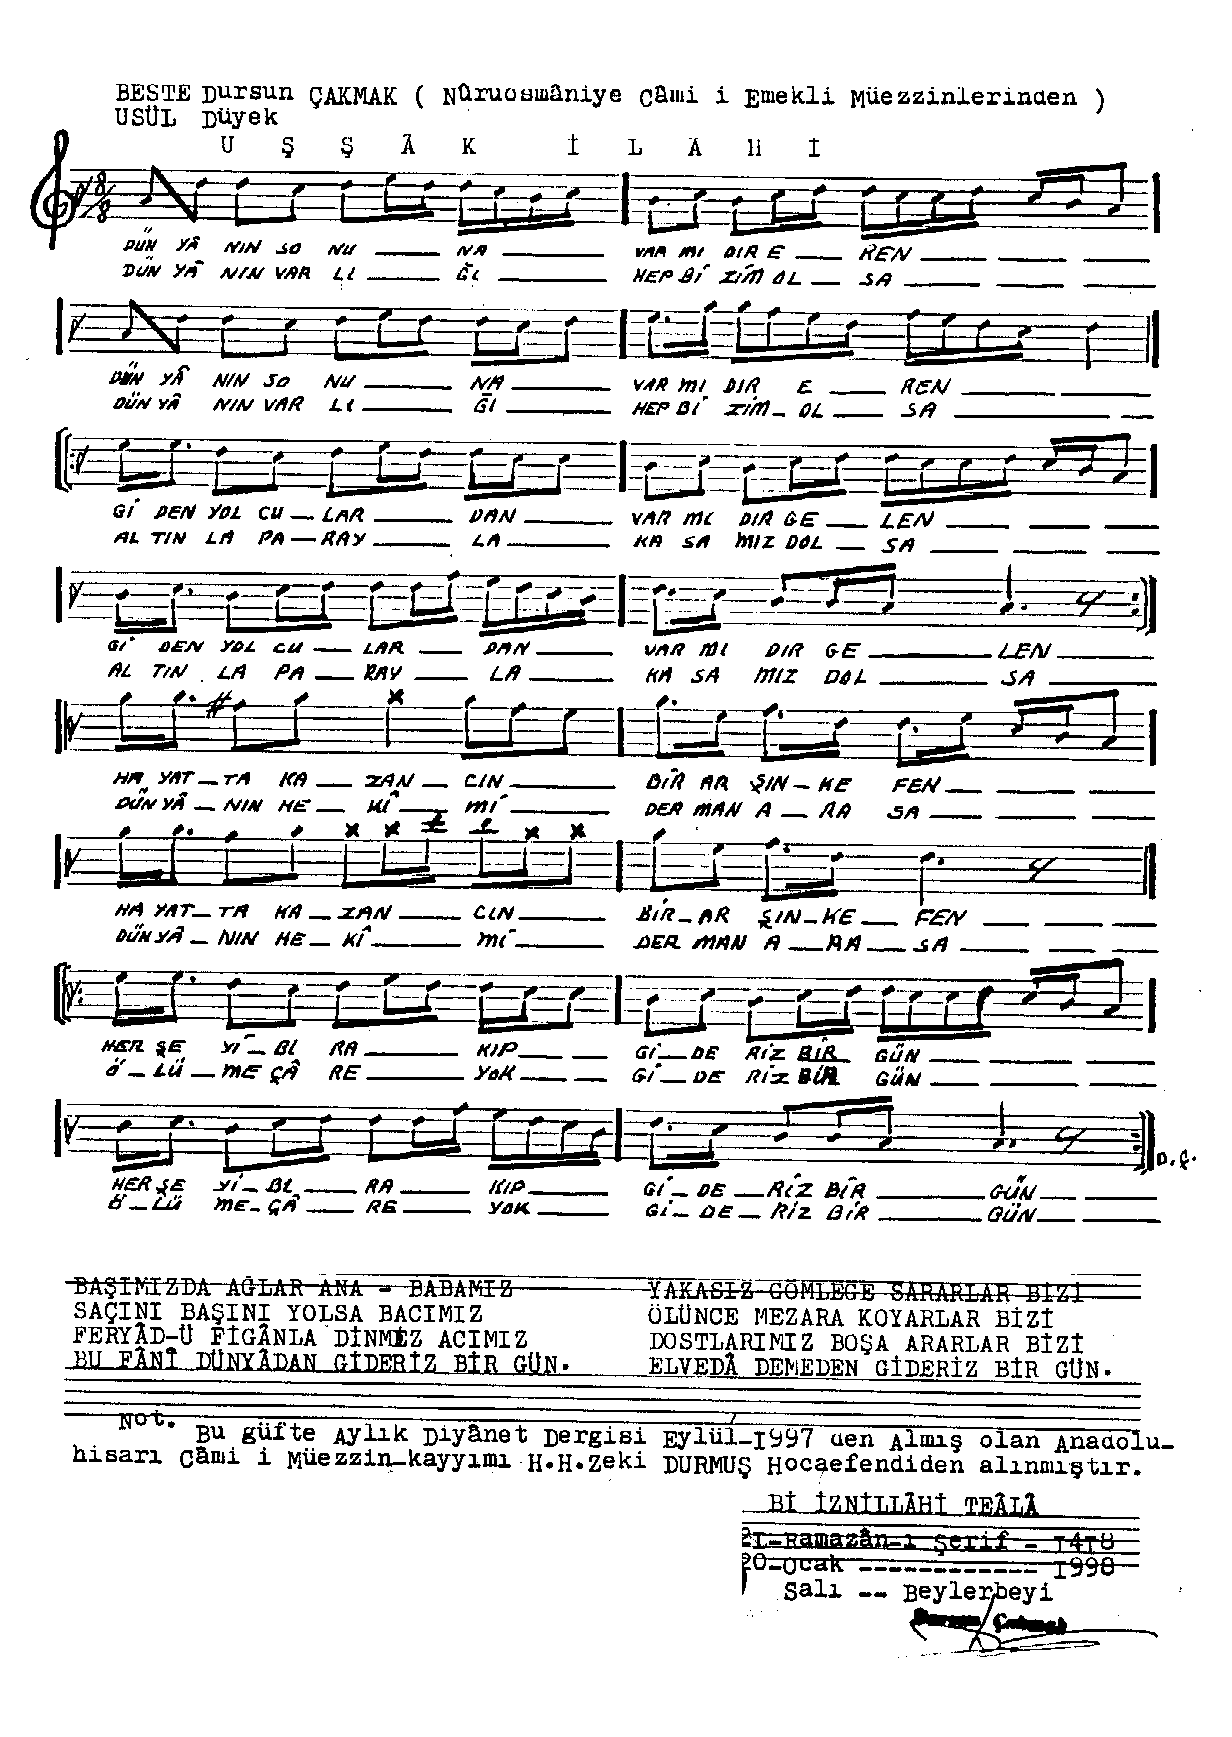 BESTE Dursun ÇAKMAK ( Nûruosmâniye Câmi i Emekli Müezzinlerinden )
USÜL Düyek
U Ş Ş Â K İ L A H İ
8/8
DÜN YÂ NIN SO NU — NA — VAR MI DIR E — REN
DÜN YÂ NIN VAR LI — ĞI — HEP Bİ ZİM OL — SA
DÜN YÂ NIN SO NU — NA — VAR MI DIR E — REN
DÜN YÂ NIN VAR LI — ĞI — HEP Bİ ZİM — OL — SA
Gİ DEN YOL CU — LAR — DAN — VAR MI DIR GE — LEN
AL TIN LA PA — RAY — LA — KA SA MIZ DOL — SA
Gİ DEN YOL CU — LAR — DAN — VAR MI DIR GE — LEN
AL TIN LA PA — RAY — LA — KA SA MIZ DOL — SA
HA YAT — TA KA — ZAN — CIN — BİR AR ŞIN — KE FEN
DÜN YÂ — NIN HE — Kİ — Mİ — DER MAN A — RA SA
HA YAT — TA KA — ZAN — CIN — BİR — AR ŞIN — KE — FEN
DÜN YÂ — NIN HE — KÎ — Mİ — DER MAN A — RA — SA
HER ŞE Yİ — BI RA — KIP — Gİ — DE RİZ BİR GÜN
Ö — LÜ — ME ÇÂ RE — YOK — Gİ — DE RİZ BİR GÜN
HER ŞE Yİ — BI — RA — KIP — Gİ — DE — RİZ BİR — GÜN
Ö — LÜ ME — ÇÂ — RE — YOK — Gİ — DE — RİZ BİR — GÜN
D.Ç.
BAŞIMIZDA AĞLAR ANA - BABAMIZ
SAÇINI BAŞINI YOLSA BACIMIZ
FERYÂD-Ü FİGÂNLA DİNMEZ ACIMIZ
BU FÂNÎ DÜNYÂDAN GİDERİZ BİR GÜN.
YAKASIZ GÖMLEĞE SARARLAR BİZİ
ÖLÜNCE MEZARA KOYARLAR BİZİ
DOSTLARIMIZ BOŞA ARARLAR BİZİ
ELVEDÂ DEMEDEN GİDERİZ BİR GÜN.
Not. Bu güfte Aylık Diyânet Dergisi Eylül-I997 den Almış olan Anadolu-
hisarı Câmi i Müezzin-kayyımı H.H.Zeki DURMUŞ Hocaefendiden alınmıştır.
Bİ İZNİLLÂHİ TEÂLÂ
2I-Ramazân-ı Şerif - I4I8
20-Ocak ------------ I998
Salı -- Beylerbeyi
Dursun Çakmak